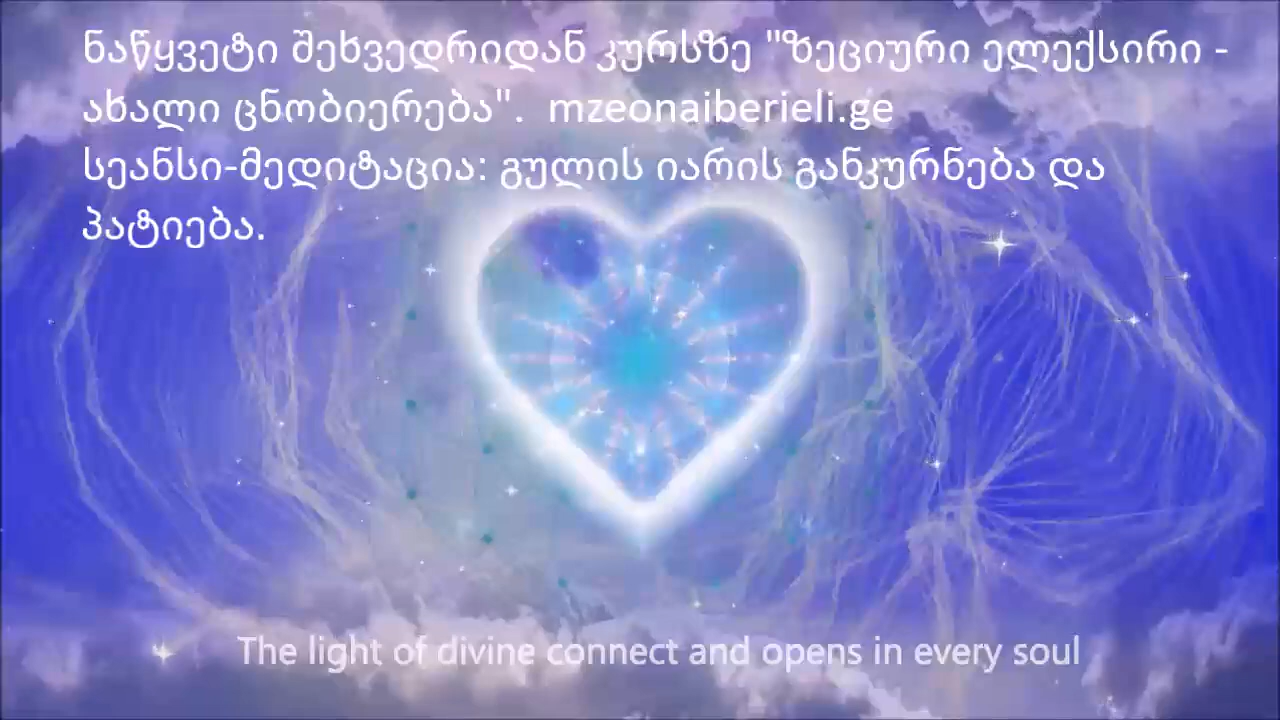 ნაწყვეტი შეხვედრიდან კურსზე "ზეციური ელექსირი -
ახალი ცნობიერება".  mzeonaiberieli.ge
სეანსი-მედიტაცია: გულის იარის განკურნება და
პატიება.
The light of divine connect and opens in every soul